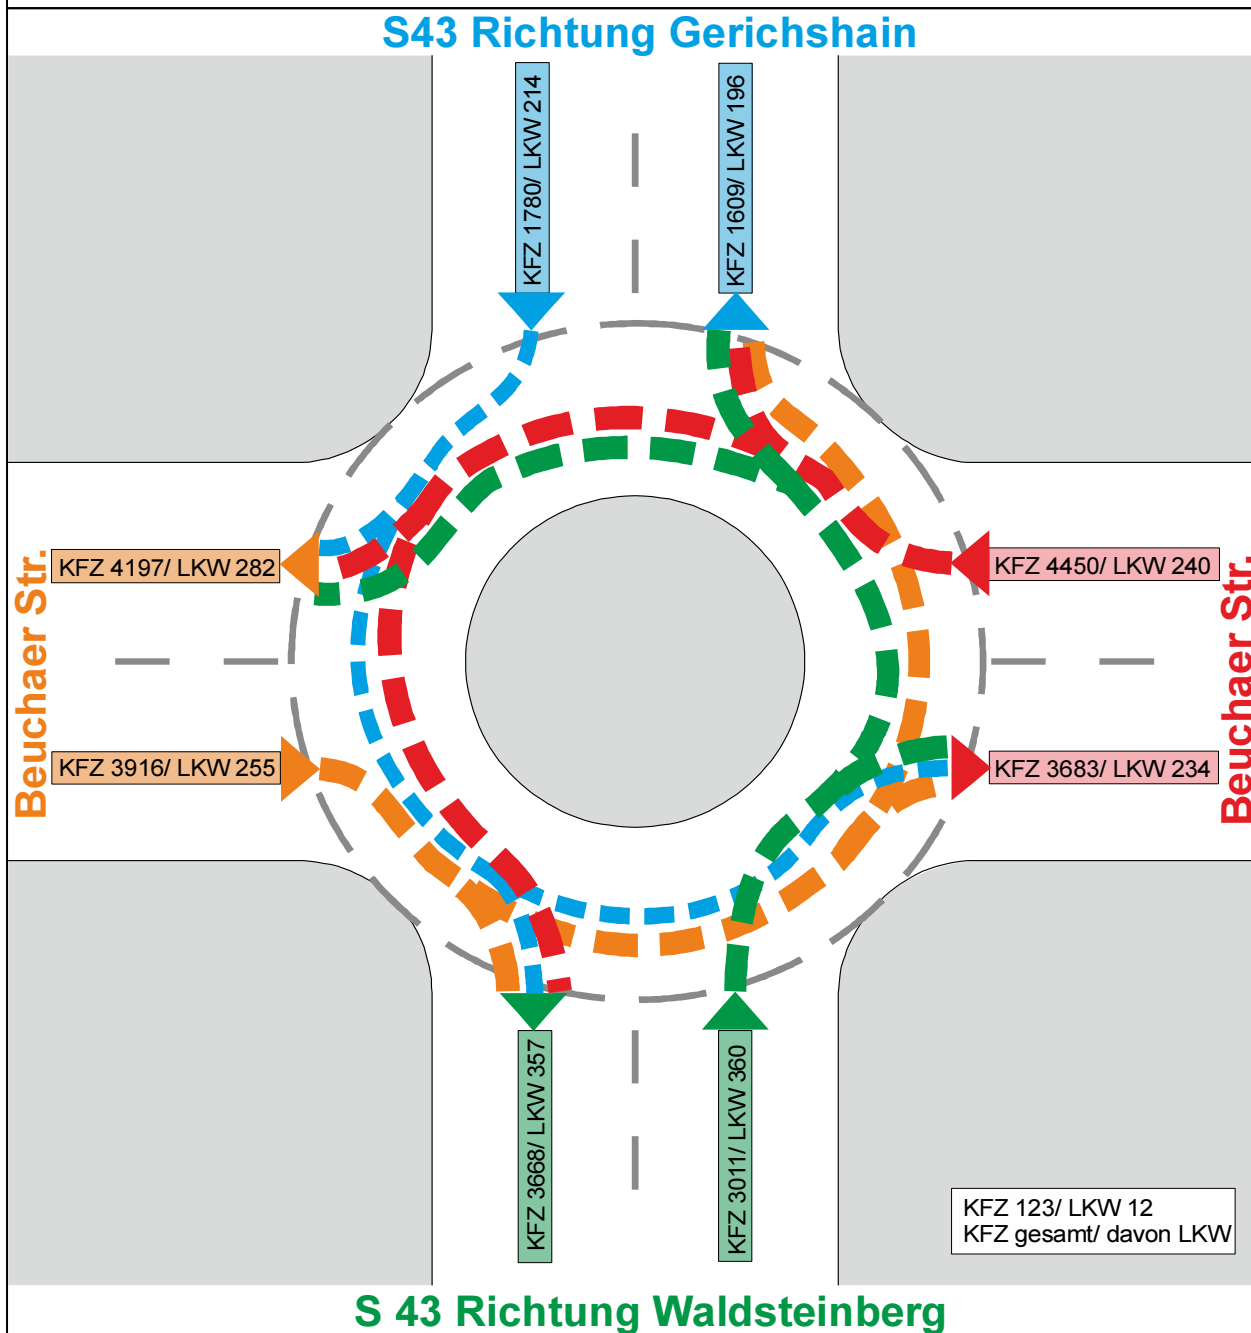 S43 Richtung Gerichshain
KFZ 1780/ LKW 214
KFZ 1609/ LKW 196
Beuchaer Str.
KFZ 4197/ LKW 282
KFZ 4450/ LKW 240
Beuchaer Str.
KFZ 3916/ LKW 255
KFZ 3683/ LKW 234
KFZ 3668/ LKW 357
KFZ 3011/ LKW 360
KFZ 123/ LKW 12
KFZ gesamt/ davon LKW
S 43 Richtung Waldsteinberg